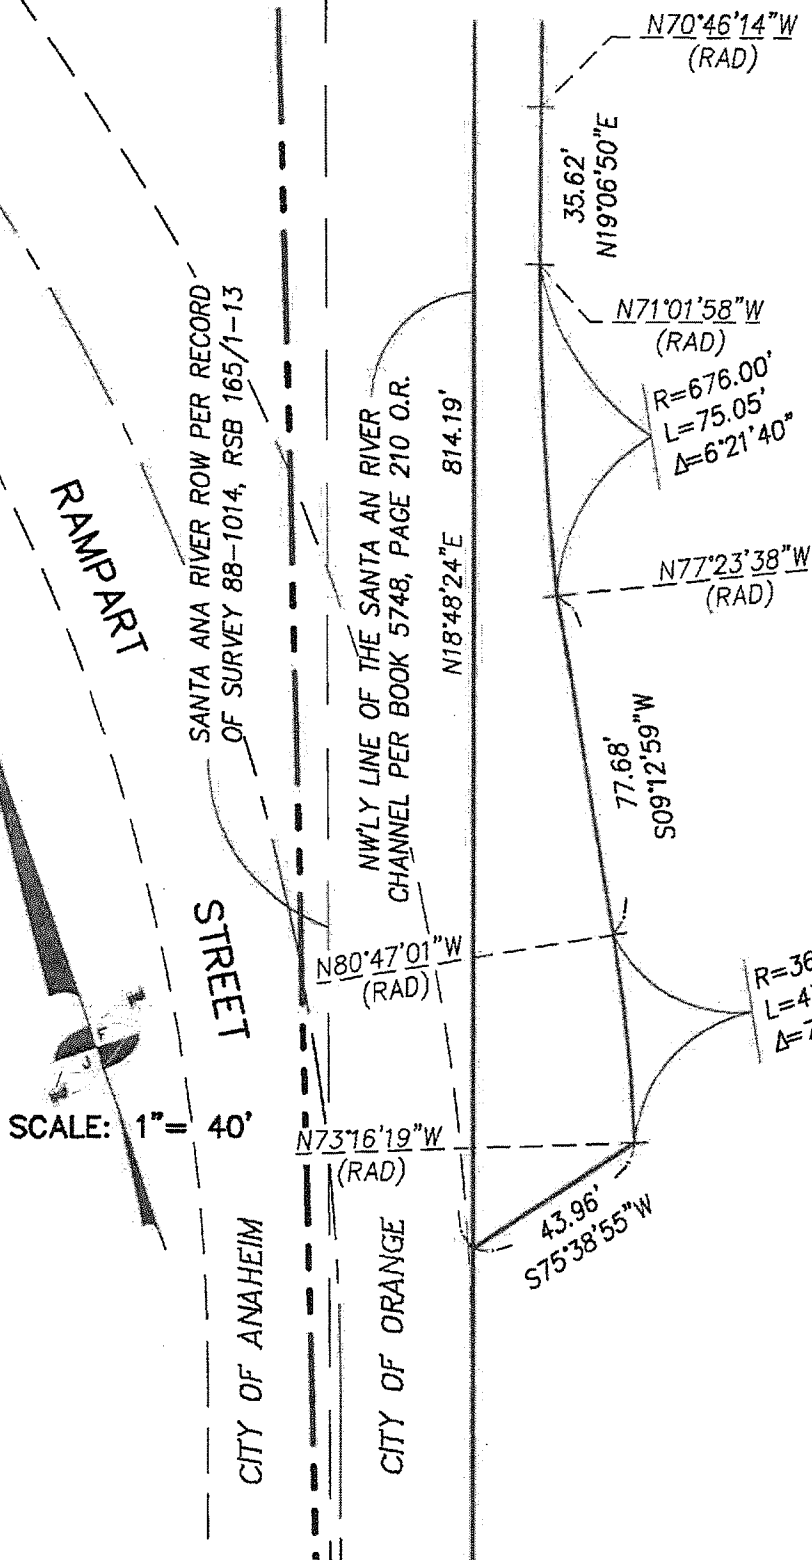 N70°46'14"W
(RAD)
35.62'
N19°06'50"E
N71°01'58"W
(RAD)
R=676.00'
L=75.05'
Δ=6°21'40"
SANTA ANA RIVER ROW PER RECORD
OF SURVEY 88-1014, RSB 165/1-13
NW'LY LINE OF THE SANTA AN RIVER
CHANNEL PER BOOK 5748, PAGE 210 O.R.
N18°48'24"E 814.19'
RAMPART
STREET
N77°23'38"W
(RAD)
77.68'
S09°12'59"W
N80°47'01"W
(RAD)
R=36
L=4
Δ=7
SCALE: 1"= 40'
N73°16'19"W
(RAD)
43.96'
S75°38'55"W
CITY OF ANAHEIM
CITY OF ORANGE